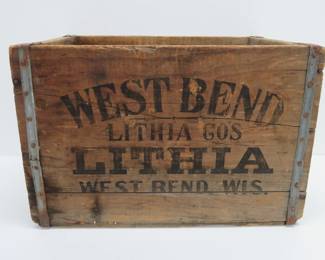 WEST BEND
LITHIA COS
LITHIA
WEST BEND. WIS.